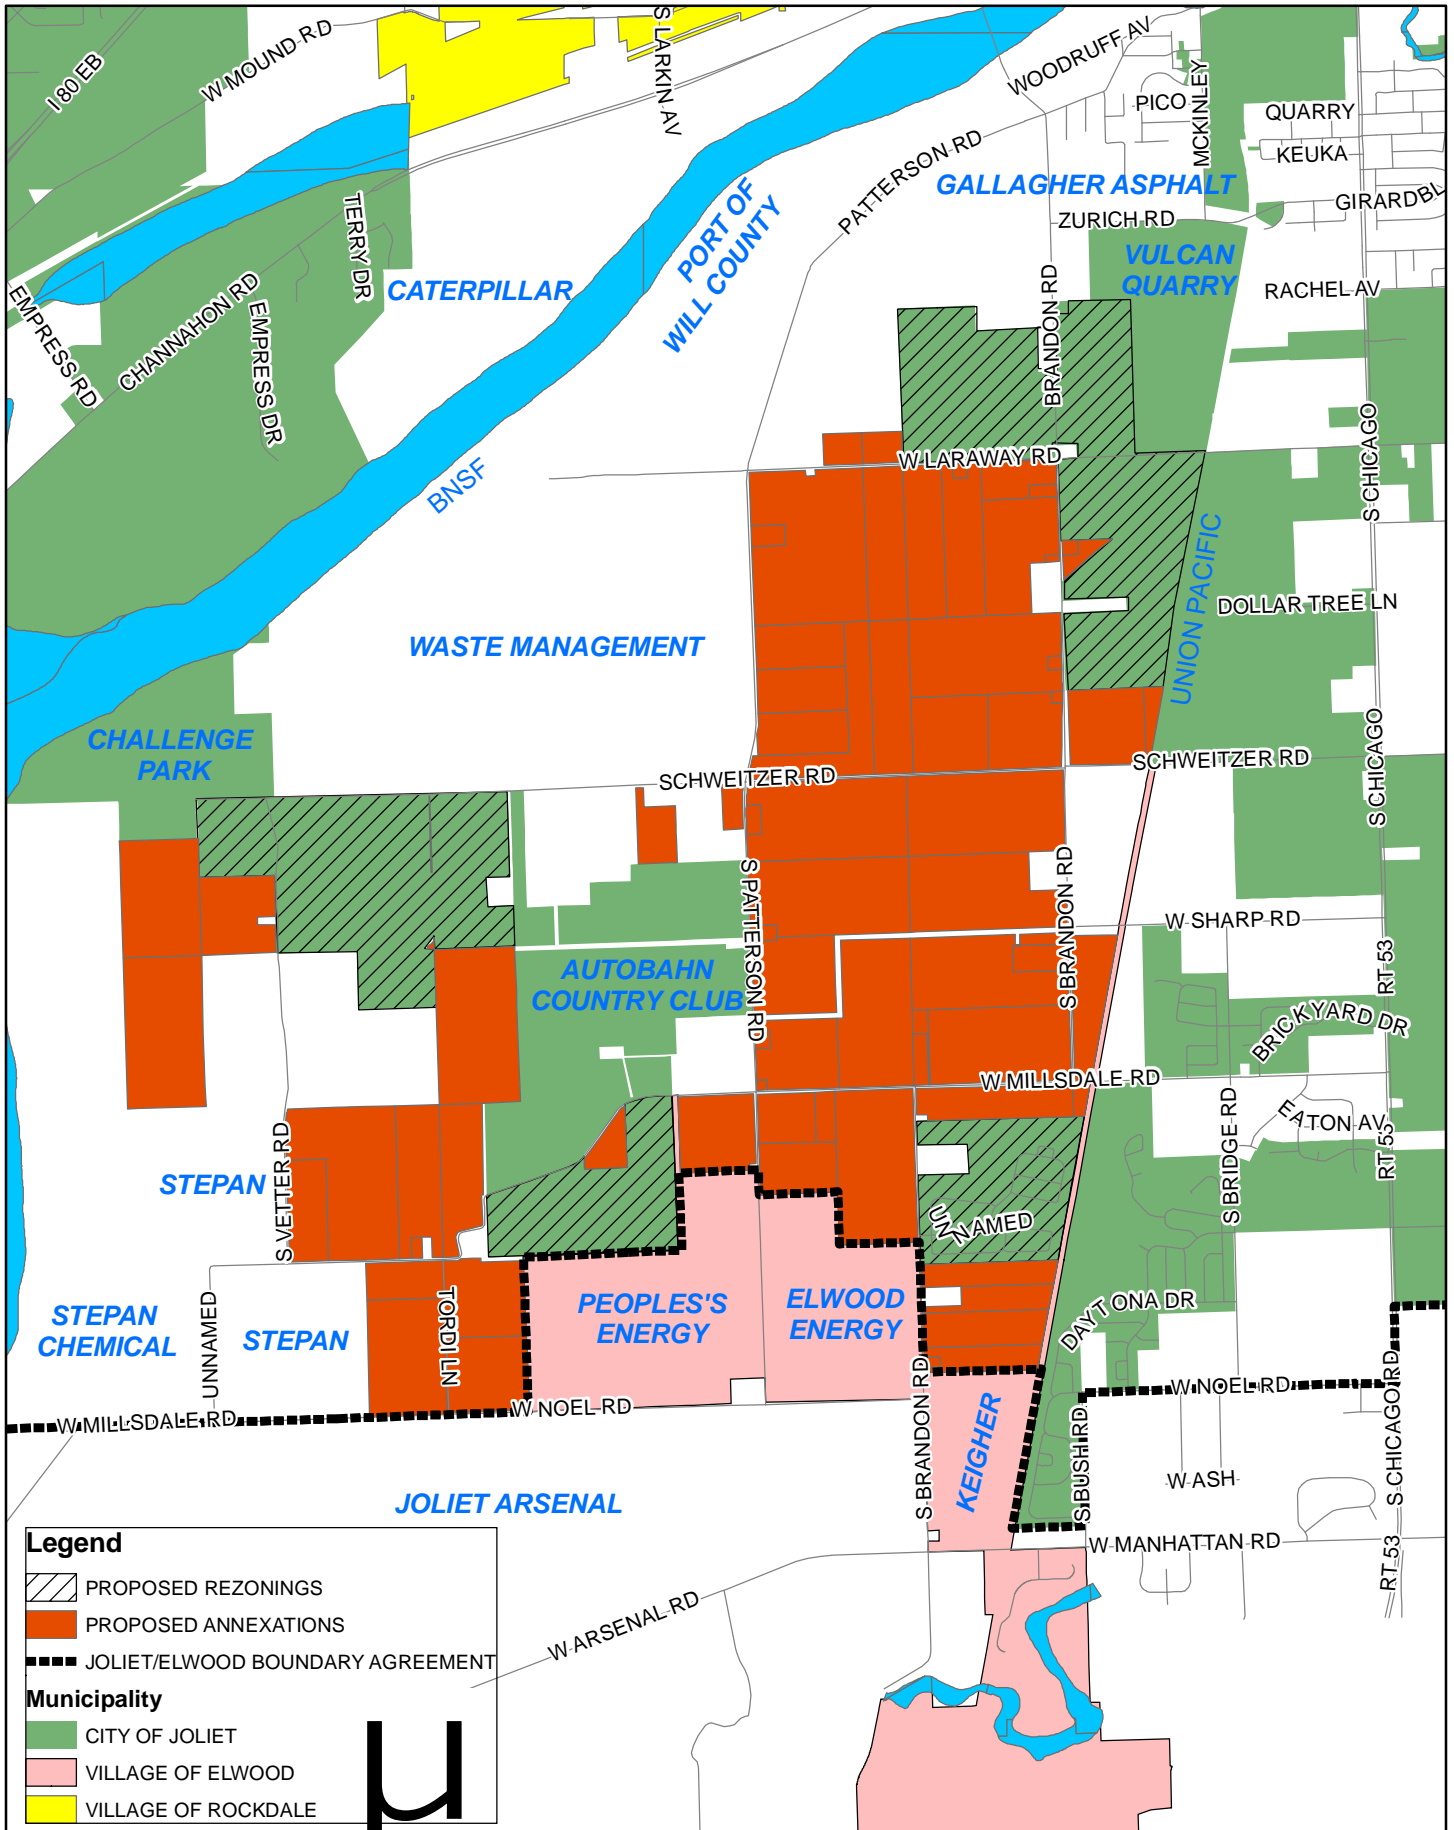 I 80 EB
W MOUND RD
S LARKIN AV
WOODRUFF AV
PICO
MCKINLEY
QUARRY
KEUKA
GIRARD BL
PATTERSON RD
GALLAGHER ASPHALT
ZURICH RD
TERRY DR
CATERPILLAR
PORT OF
WILL COUNTY
VULCAN
QUARRY
RACHEL AV
EMPRESS RD
CHANNAHON RD
EMPRESS DR
BRANDON RD
S CHICAGO
BNSF
W LARAWAY RD
UNION PACIFIC
DOLLAR TREE LN
WASTE MANAGEMENT
CHALLENGE
PARK
SCHWEITZER RD
SCHWEITZER RD
S CHICAGO
S PATTERSON RD
S BRANDON RD
W SHARP RD
AUTOBAHN
COUNTRY CLUB
RT 53
BRICKYARD DR
W MILLSDALE RD
S BRIDGE RD
EATON AV
RT 53
STEPAN
S VETTER RD
UNNAMED
STEPAN
CHEMICAL
UNNAMED
STEPAN
TORDI LN
PEOPLES'S
ENERGY
ELWOOD
ENERGY
DAYTONA DR
W MILLSDALE RD
W NOEL RD
S BRANDON RD
KEIGHER
S BUSH RD
W NOEL RD
S CHICAGO RD
W ASH
JOLIET ARSENAL
W MANHATTAN RD
RT 53
W ARSENAL RD
Legend
PROPOSED REZONINGS
PROPOSED ANNEXATIONS
JOLIET/ELWOOD BOUNDARY AGREEMENT
Municipality
CITY OF JOLIET
VILLAGE OF ELWOOD
VILLAGE OF ROCKDALE
µ